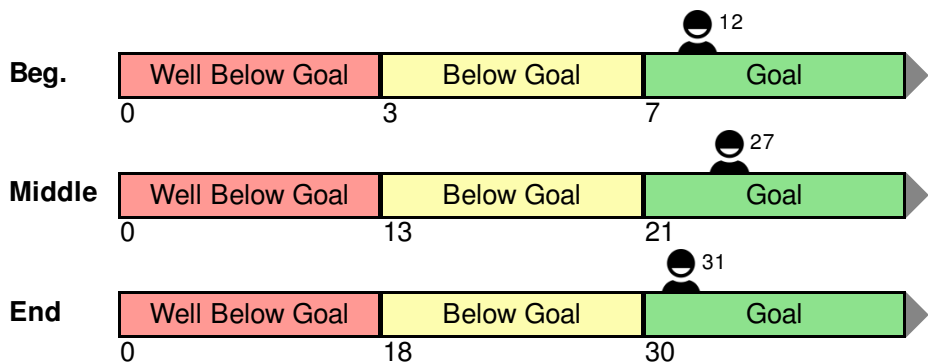 12
Beg. Well Below Goal Below Goal Goal
0 3 7
27
Middle Well Below Goal Below Goal Goal
0 13 21
31
End Well Below Goal Below Goal Goal
0 18 30